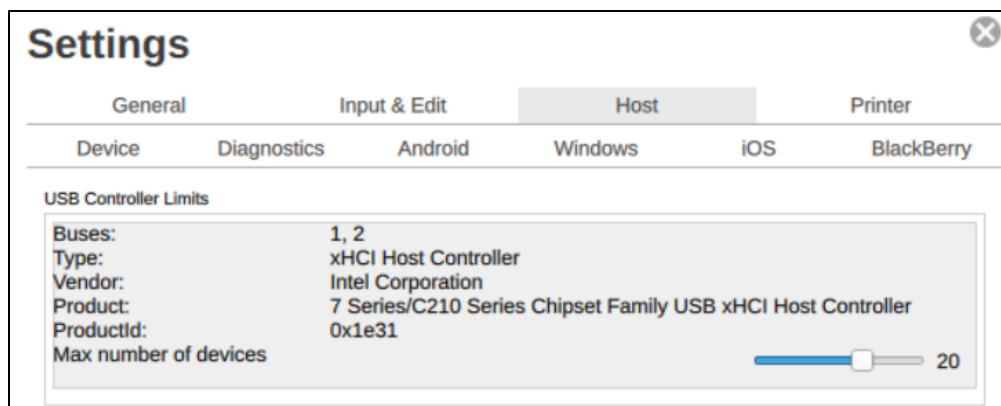 Settings
General Input & Edit Host Printer
Device Diagnostics Android Windows iOS BlackBerry
USB Controller Limits
Buses: 1, 2
Type: xHCI Host Controller
Vendor: Intel Corporation
Product: 7 Series/C210 Series Chipset Family USB xHCI Host Controller
ProductId: 0x1e31
Max number of devices 20